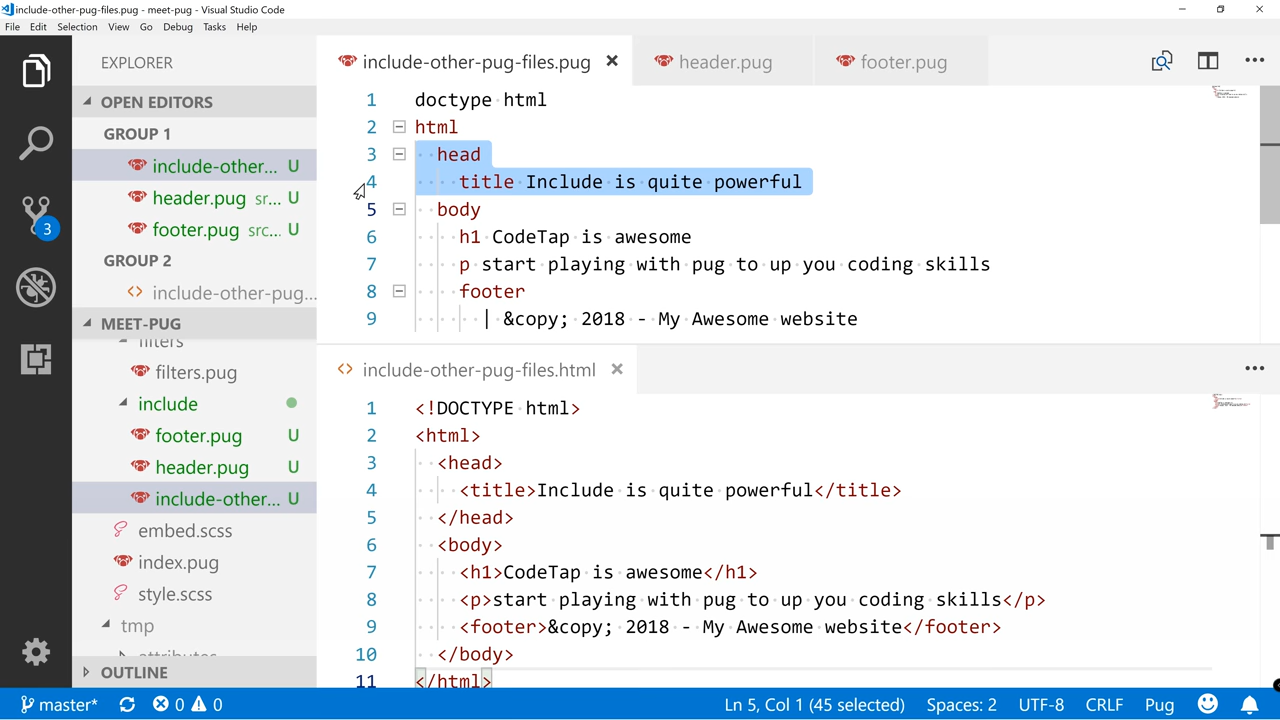 include-other-pug-files.pug - meet-pug - Visual Studio Code
File Edit Selection View Go Debug Tasks Help
EXPLORER
OPEN EDITORS
GROUP 1
include-other... U
header.pug src... U
footer.pug src... U
GROUP 2
include-other-pug...
MEET-PUG
filters
filters.pug
include
footer.pug U
header.pug U
include-other... U
embed.scss
index.pug
style.scss
tmp
attributes
OUTLINE
3
include-other-pug-files.pug header.pug footer.pug
1 doctype html
2 html
3 head
4 title Include is quite powerful
5 body
6 h1 CodeTap is awesome
7 p start playing with pug to up you coding skills
8 footer
9 | &copy; 2018 - My Awesome website
include-other-pug-files.html
1 <!DOCTYPE html>
2 <html>
3 <head>
4 <title>Include is quite powerful</title>
5 </head>
6 <body>
7 <h1>CodeTap is awesome</h1>
8 <p>start playing with pug to up you coding skills</p>
9 <footer>&copy; 2018 - My Awesome website</footer>
10 </body>
11 </html>
master* 0 0 Ln 5, Col 1 (45 selected) Spaces: 2 UTF-8 CRLF Pug